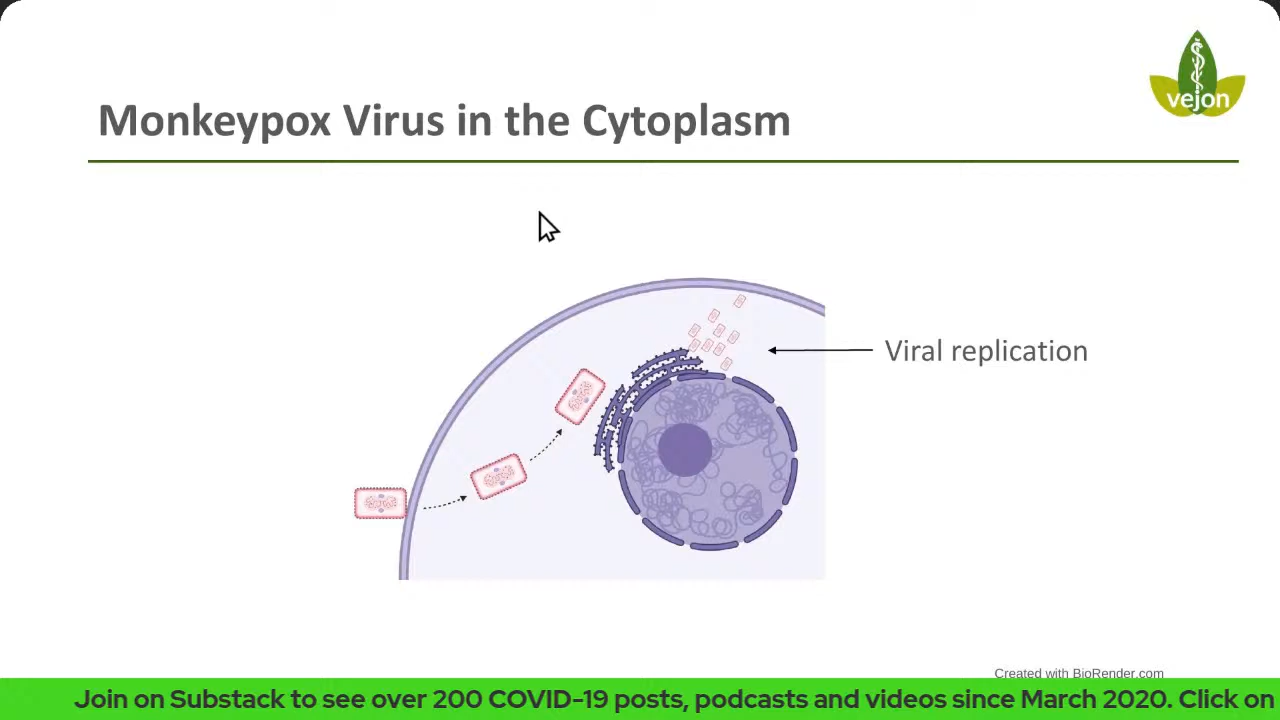 vejon
Monkeypox Virus in the Cytoplasm
Viral replication
Created with BioRender.com
Join on Substack to see over 200 COVID-19 posts, podcasts and videos since March 2020. Click on